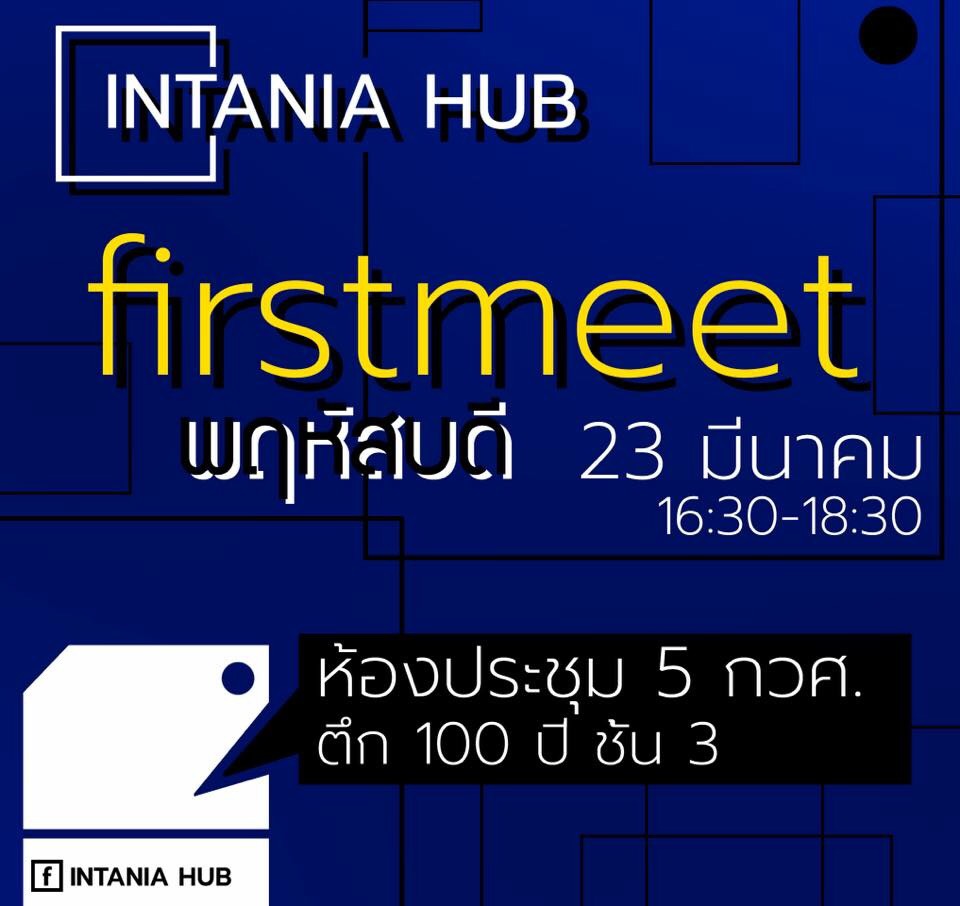 INTANIA HUB
firstmeet
พฤหัสบดี 23 มีนาคม
16:30-18:30
ห้องประชุม 5 กวศ.
ตึก 100 ปี ชั้น 3
f INTANIA HUB